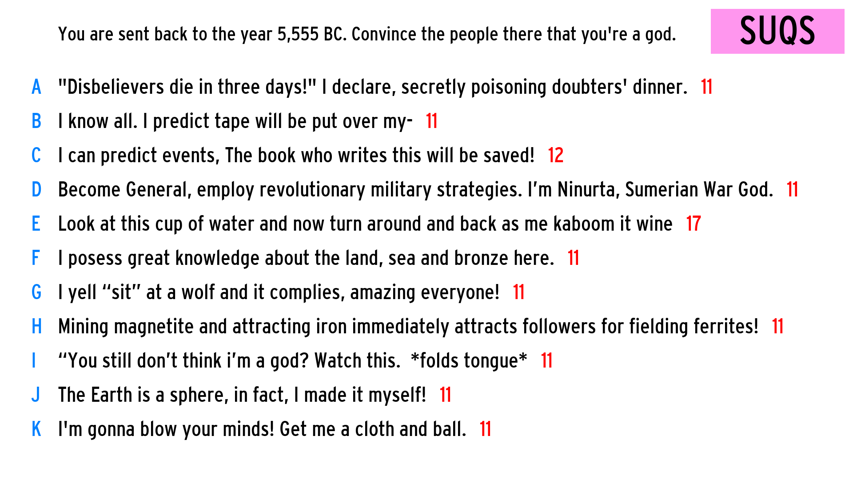 You are sent back to the year 5,555 BC. Convince the people there that you're a god.
SUQS
A "Disbelievers die in three days!" I declare, secretly poisoning doubters' dinner. 11
B I know all. I predict tape will be put over my- 11
C I can predict events, The book who writes this will be saved! 12
D Become General, employ revolutionary military strategies. I’m Ninurta, Sumerian War God. 11
E Look at this cup of water and now turn around and back as me kaboom it wine 17
F I posess great knowledge about the land, sea and bronze here. 11
G I yell “sit” at a wolf and it complies, amazing everyone! 11
H Mining magnetite and attracting iron immediately attracts followers for fielding ferrites! 11
I “You still don’t think i’m a god? Watch this. *folds tongue* 11
J The Earth is a sphere, in fact, I made it myself! 11
K I'm gonna blow your minds! Get me a cloth and ball. 11